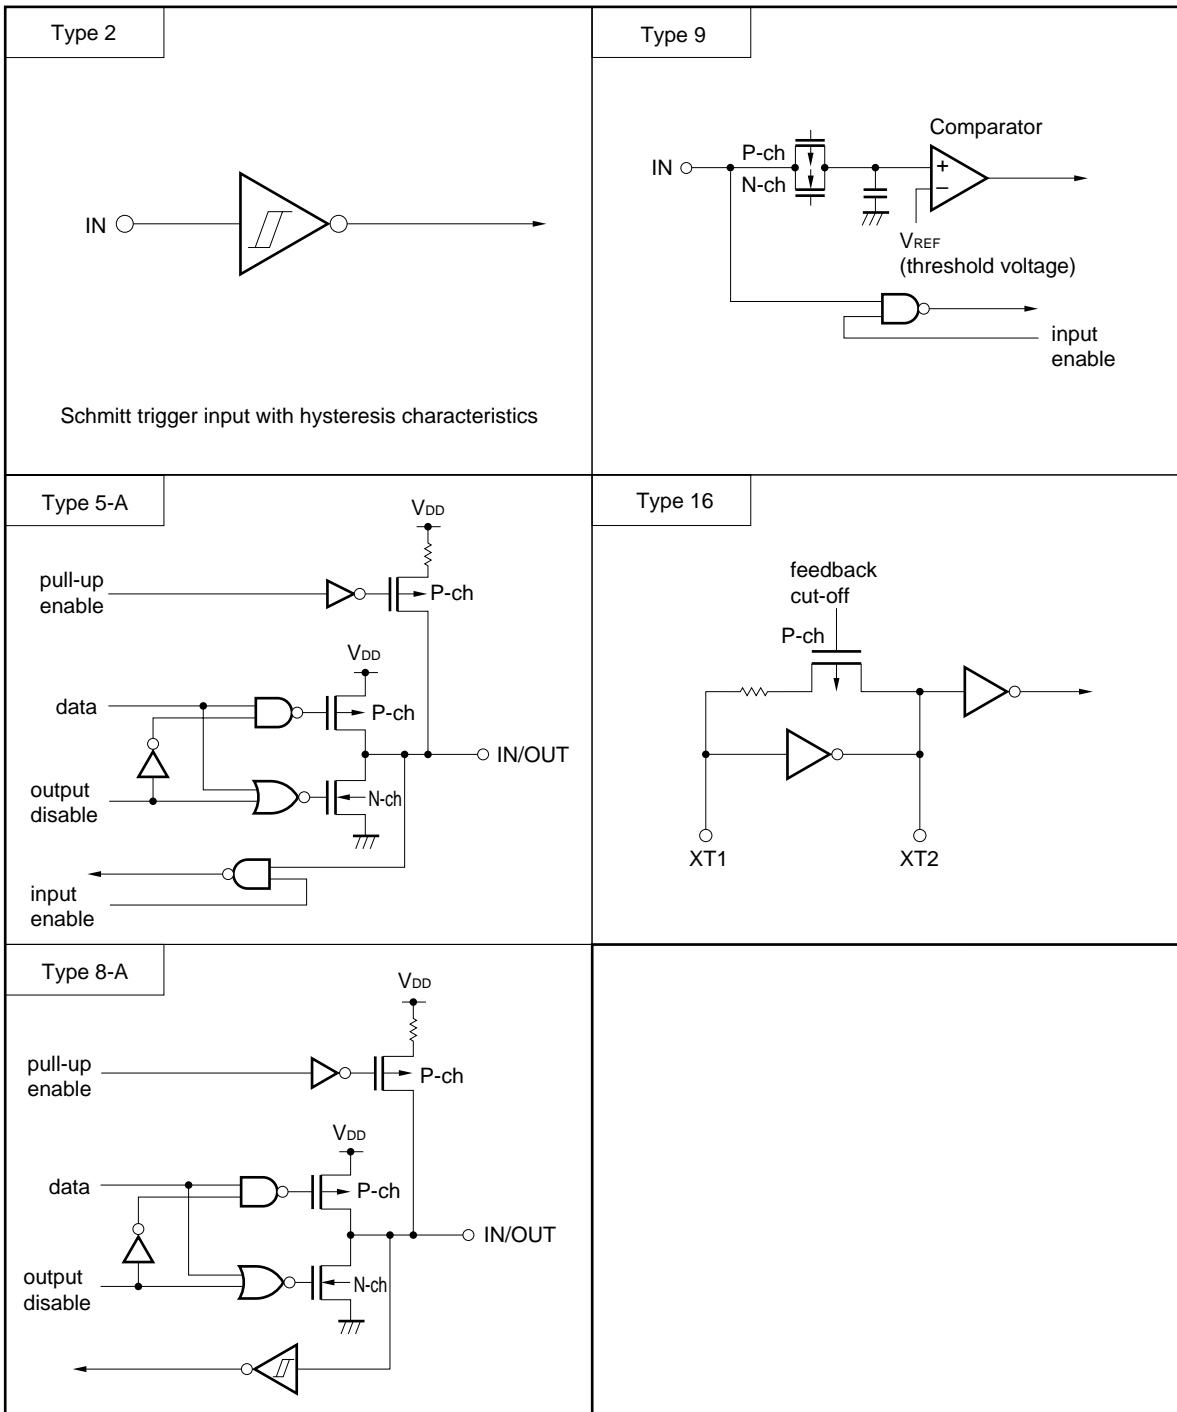 Type 2
IN
Schmitt trigger input with hysteresis characteristics
Type 9
Comparator
P-ch
IN
N-ch
+
−
VREF
(threshold voltage)
input
enable
Type 5-A
VDD
pull-up
enable
P-ch
VDD
data
P-ch
IN/OUT
output
disable
N-ch
input
enable
Type 16
feedback
cut-off
P-ch
XT1
XT2
Type 8-A
VDD
pull-up
enable
P-ch
VDD
data
P-ch
IN/OUT
output
disable
N-ch